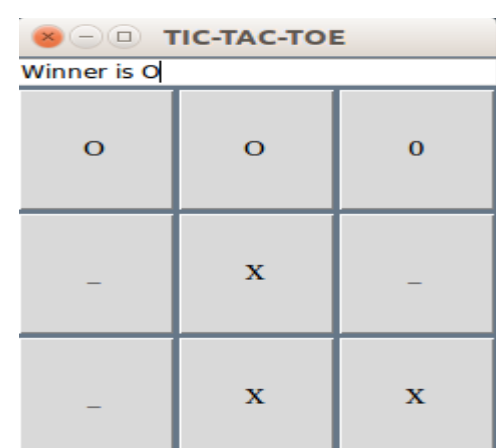 TIC-TAC-TOE
Winner is O
O O 0
_ X _
_ X X